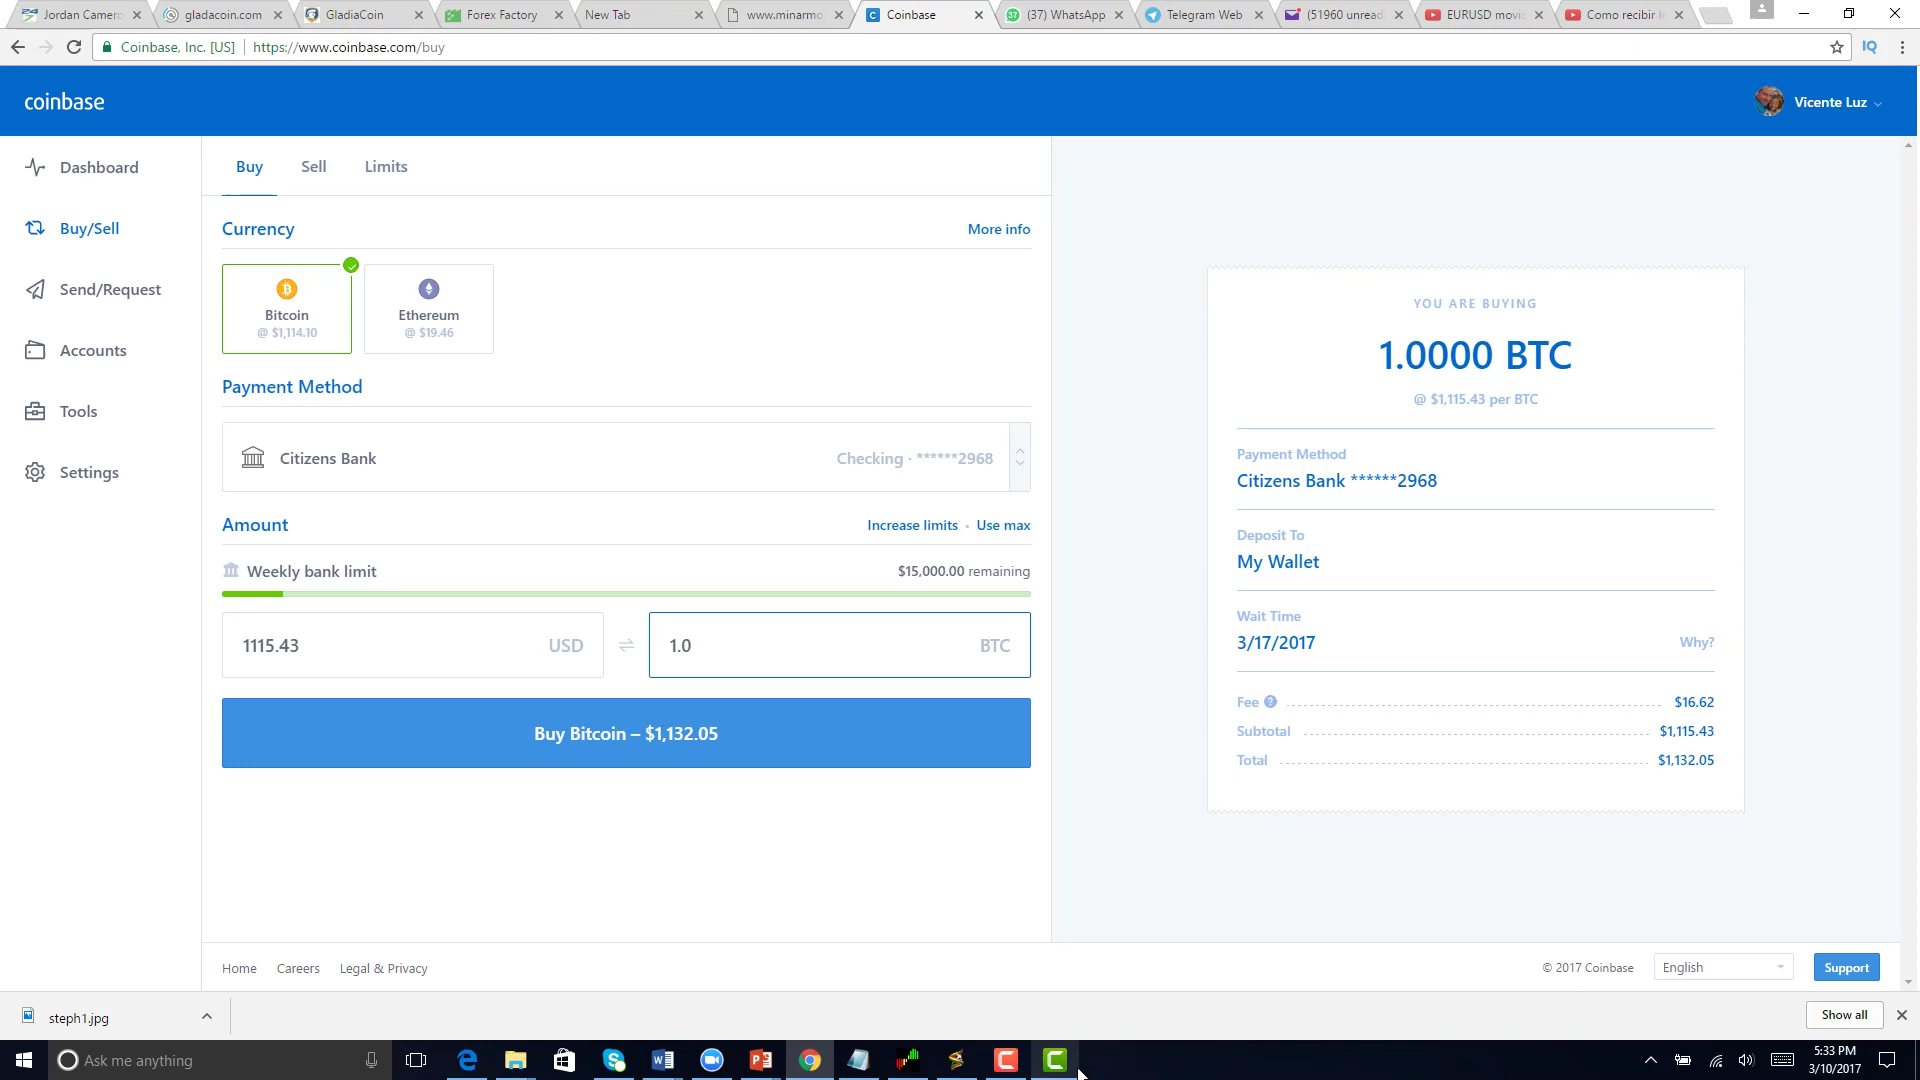 Jordan Camero
gladacoin.com
GladiaCoin
Forex Factory
New Tab
www.minarmo
Coinbase
(37) WhatsApp
Telegram Web
(51960 unread
EURUSD movi
Como recibir
Coinbase, Inc. [US]
https://www.coinbase.com/buy
IQ
coinbase
Vicente Luz
Dashboard
Buy/Sell
Send/Request
Accounts
Tools
Settings
Buy
Sell
Limits
Currency
More info
Bitcoin
@ $1,114.10
Ethereum
@ $19.46
Payment Method
Citizens Bank
Checking · ******2968
Amount
Increase limits · Use max
Weekly bank limit
$15,000.00 remaining
1115.43 USD
1.0 BTC
Buy Bitcoin – $1,132.05
YOU ARE BUYING
1.0000 BTC
@ $1,115.43 per BTC
Payment Method
Citizens Bank ******2968
Deposit To
My Wallet
Wait Time
3/17/2017
Why?
Fee $16.62
Subtotal $1,115.43
Total $1,132.05
Home
Careers
Legal & Privacy
© 2017 Coinbase
English
Support
steph1.jpg
Show all
Ask me anything
5:33 PM
3/10/2017